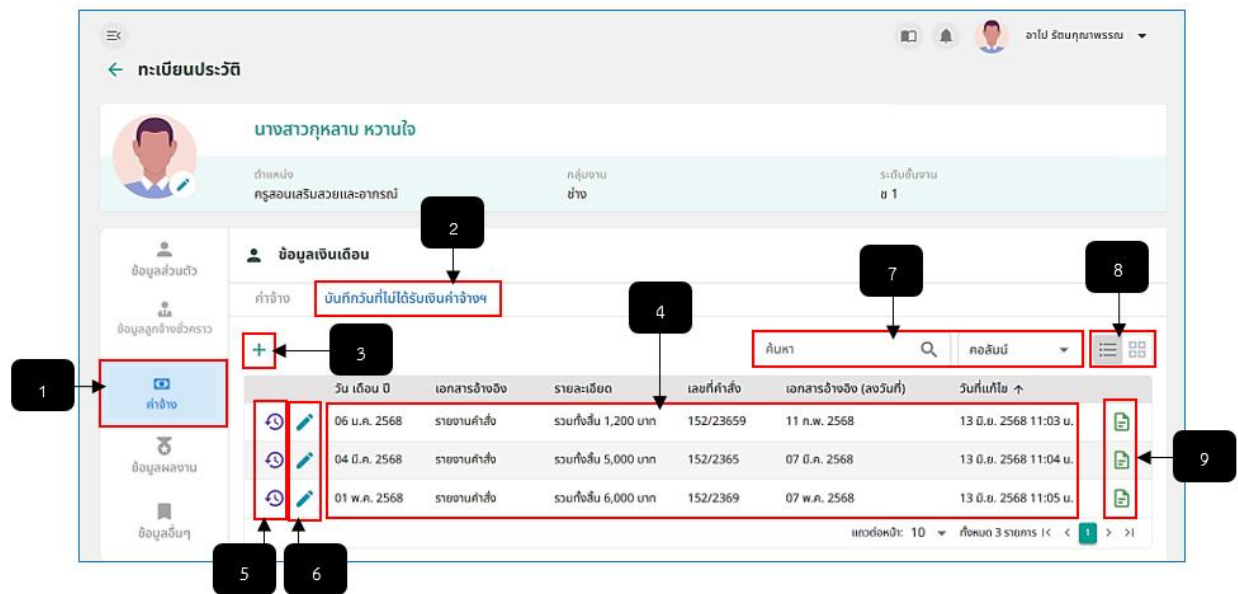 อาโป รัตนกุณาพรรณ
ทะเบียนประวัติ
นางสาวกุหลาบ หวานใจ
ตำแหน่ง กลุ่มงาน ระดับชั้นงาน
ครูสอนเสริมสวยและอาภรณ์ ช่าง ช 1
2
ข้อมูลส่วนตัว
ข้อมูลเงินเดือน
7
8
ค่าจ้าง บันทึกวันที่ไม่ได้รับเงินค่าจ้างฯ
4
ข้อมูลลูกจ้างชั่วคราว
3
ค้นหา คอลัมน์
1
ค่าจ้าง
วัน เดือน ปี เอกสารอ้างอิง รายละเอียด เลขที่คำสั่ง เอกสารอ้างอิง (ลงวันที่) วันที่แก้ไข
06 ม.ค. 2568 รายงานคำสั่ง รวมทั้งสิ้น 1,200 บาท 152/23659 11 ก.พ. 2568 13 มิ.ย. 2568 11:03 น.
ข้อมูลผลงาน
04 มี.ค. 2568 รายงานคำสั่ง รวมทั้งสิ้น 5,000 บาท 152/2365 07 มี.ค. 2568 13 มิ.ย. 2568 11:04 น.
9
01 พ.ค. 2568 รายงานคำสั่ง รวมทั้งสิ้น 6,000 บาท 152/2369 07 พ.ค. 2568 13 มิ.ย. 2568 11:05 น.
ข้อมูลอื่นๆ
แถวต่อหน้า: 10 ทั้งหมด 3 รายการ 1
5 6